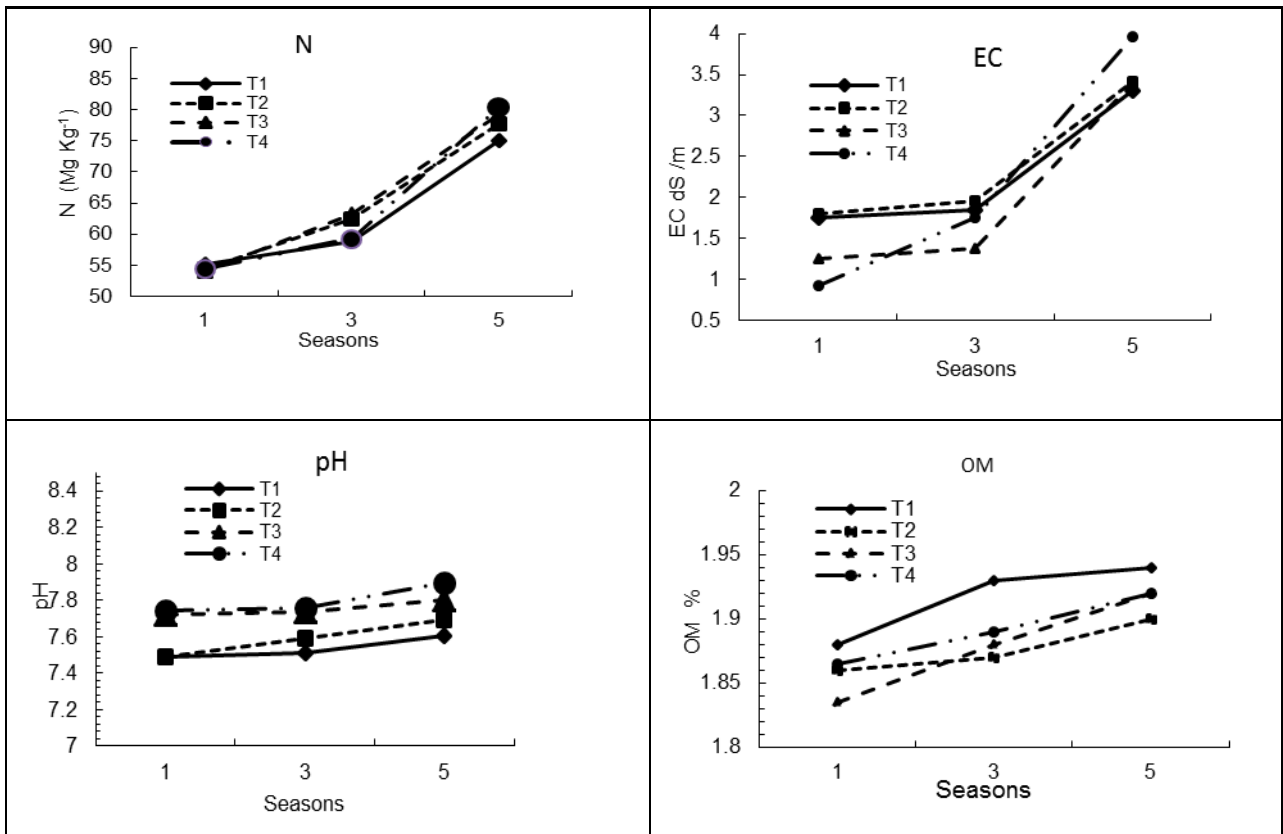 N
90
85
80
75
70
65
60
55
50
N (Mg Kg-1)
T1
T2
T3
T4
1 3 5
Seasons
EC
4
3.5
3
2.5
2
1.5
1
0.5
EC dS /m
T1
T2
T3
T4
1 3 5
Seasons
pH
8.4
8.2
8
7.8
7.6
7.4
7.2
7
pH
T1
T2
T3
T4
1 3 5
Seasons
OM
2
1.95
1.9
1.85
1.8
OM %
T1
T2
T3
T4
1 3 5
Seasons